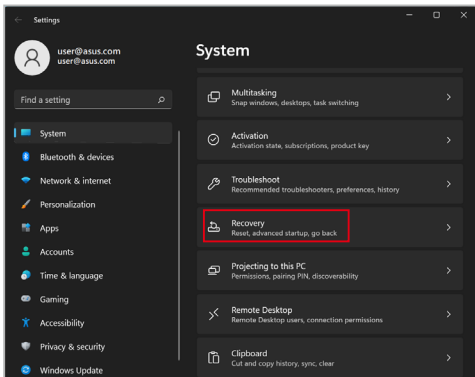 Settings
user@asus.com
user@asus.com
Find a setting
System
Bluetooth & devices
Network & internet
Personalization
Apps
Accounts
Time & language
Gaming
Accessibility
Privacy & security
Windows Update
System
Multitasking
Snap windows, desktops, task switching
Activation
Activation state, subscriptions, product key
Troubleshoot
Recommended troubleshooters, preferences, history
Recovery
Reset, advanced startup, go back
Projecting to this PC
Permissions, pairing PIN, discoverability
Remote Desktop
Remote Desktop users, connection permissions
Clipboard
Cut and copy history, sync, clear